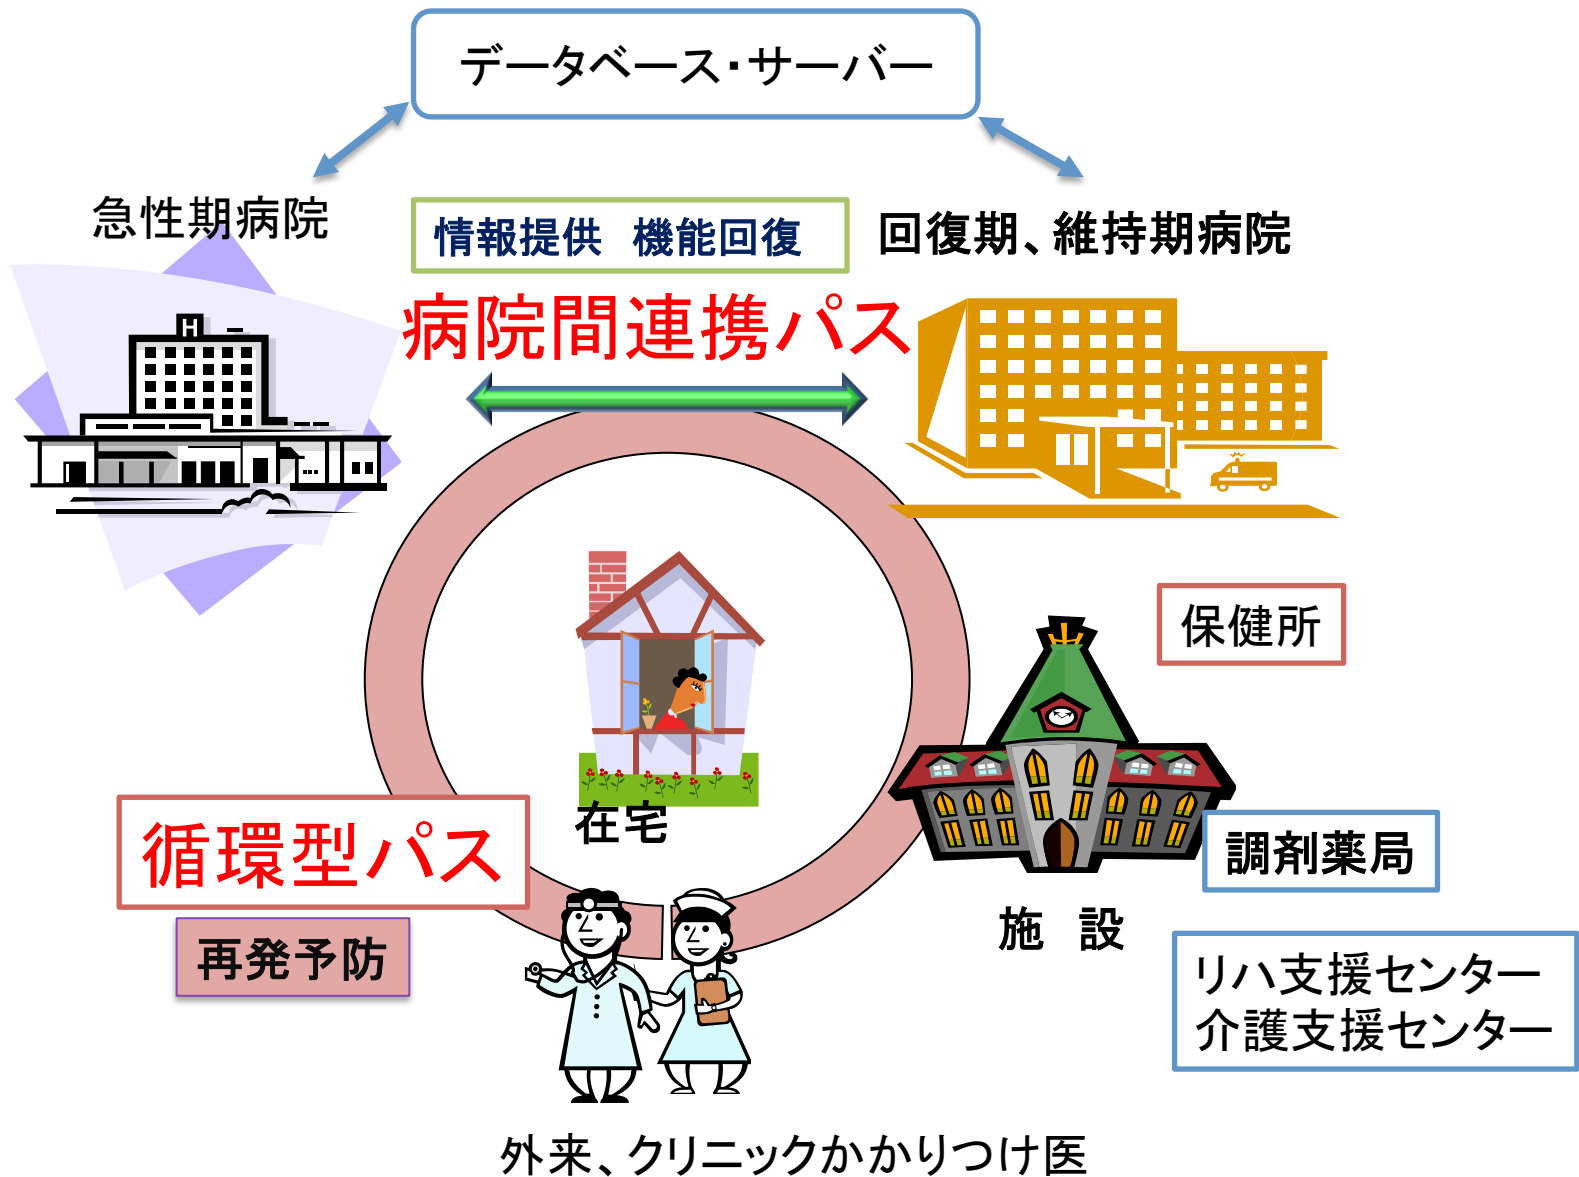 データベース・サーバー
急性期病院
情報提供　機能回復
回復期、維持期病院
病院間連携パス
H
保健所
在宅
循環型パス
調剤薬局
再発予防
施　設
リハ支援センター
介護支援センター
外来、クリニックかかりつけ医